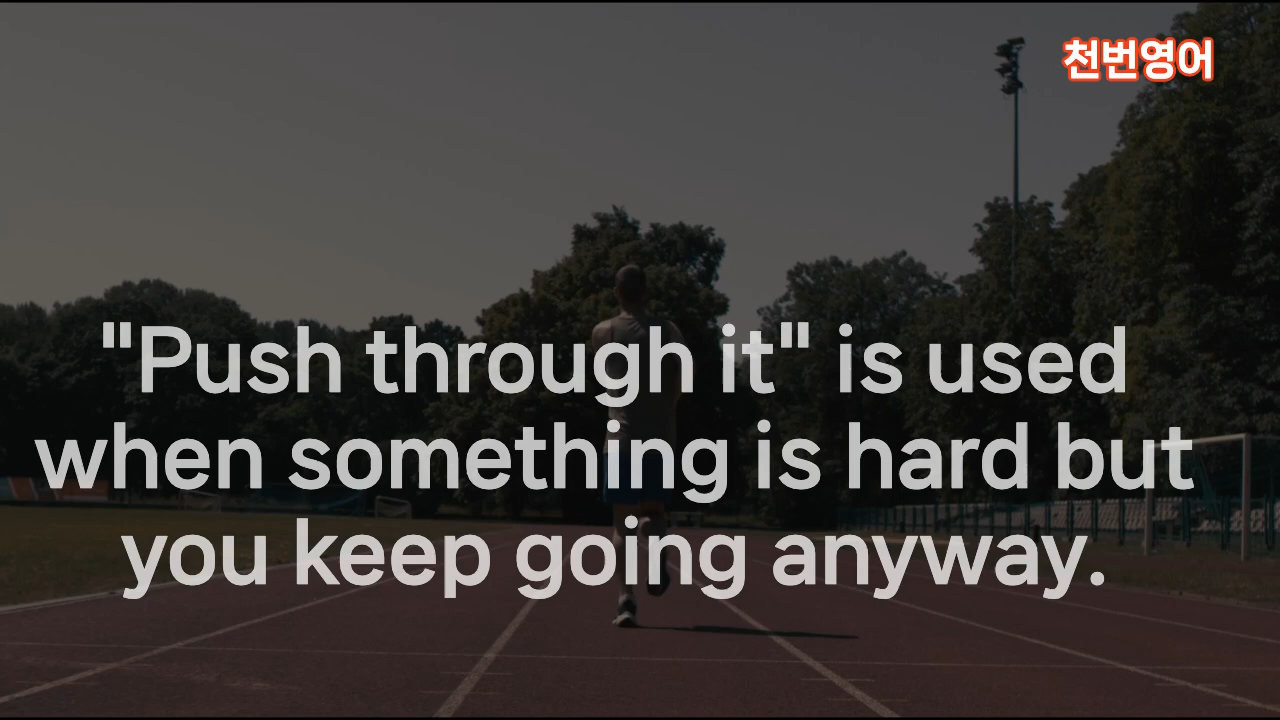 천번영어
"Push through it" is used
when something is hard but
you keep going anyway.